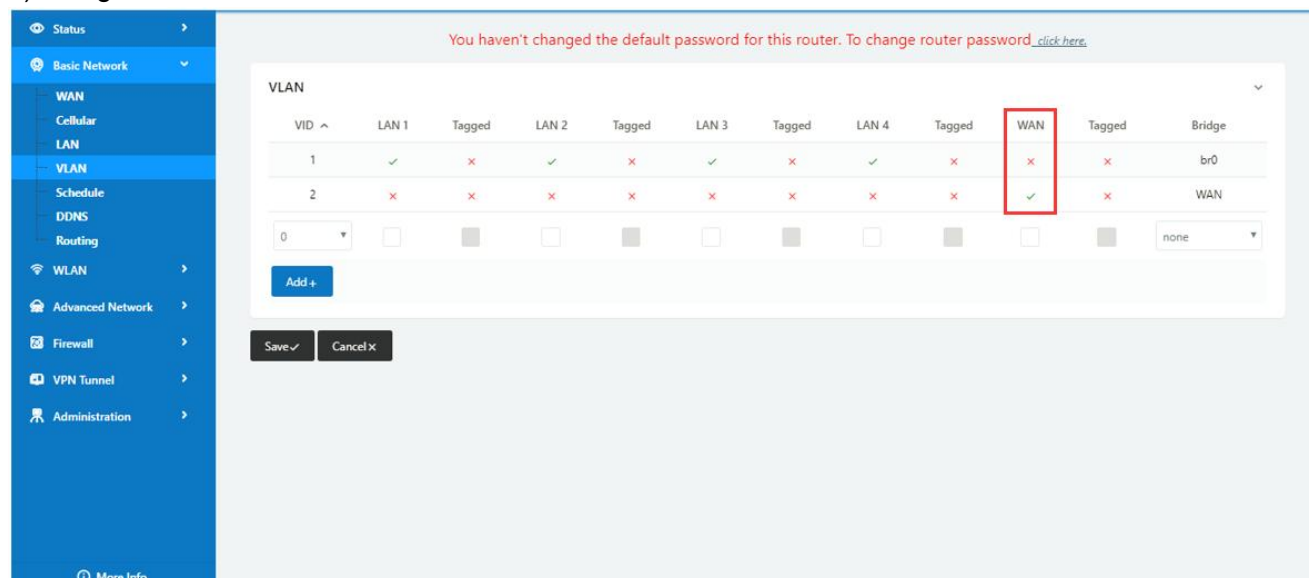 Status
You haven't changed the default password for this router. To change router password click here.
Basic Network
VLAN
WAN
Cellular
VID LAN 1 Tagged LAN 2 Tagged LAN 3 Tagged LAN 4 Tagged WAN Tagged Bridge
LAN
VLAN
1 ✓ × ✓ × ✓ × ✓ × × × br0
Schedule
2 × × × × × × × × ✓ × WAN
DDNS
Routing
0 none
WLAN
Add+
Advanced Network
Firewall
Save✓ Cancel×
VPN Tunnel
Administration
More Info